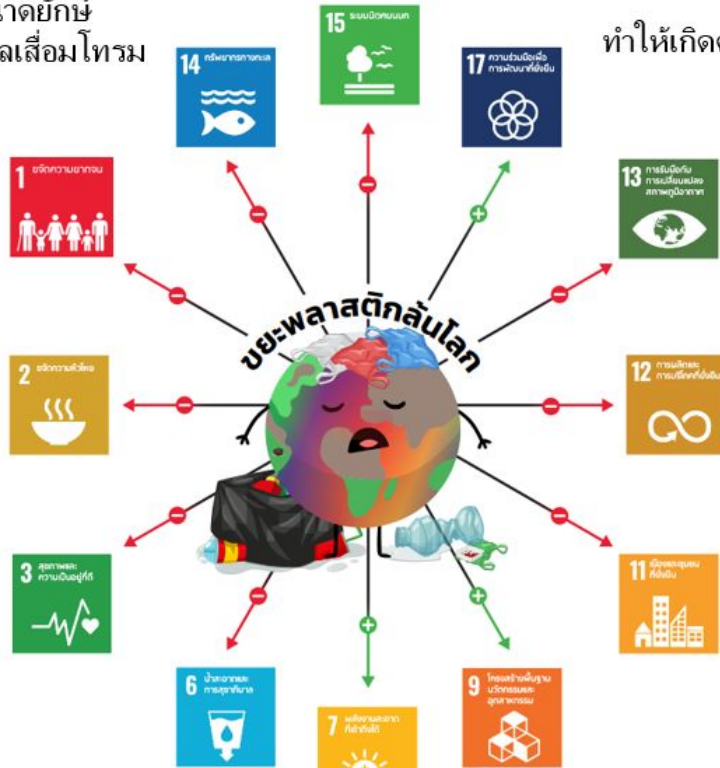 นาดยักษ์
ลเสื่อมโทรม
ทำให้เกิด
15 ระบบนิเวศบนบก
14 ทรัพยากรทางทะเล
17 ความร่วมมือเพื่อ
การพัฒนาที่ยั่งยืน
1 ขจัดความยากจน
13 การรับมือกับ
การเปลี่ยนแปลง
สภาพภูมิอากาศ
ขยะพลาสติกล้นโลก
2 ขจัดความหิวโหย
12 การผลิตและ
การบริโภคที่ยั่งยืน
3 สุขภาพและ
ความเป็นอยู่ที่ดี
11 เมืองและชุมชน
ที่ยั่งยืน
6 น้ำสะอาดและ
การสุขาภิบาล
7 พลังงานสะอาด
ที่เข้าถึงได้
9 โครงสร้างพื้นฐาน
นวัตกรรมและ
อุตสาหกรรม